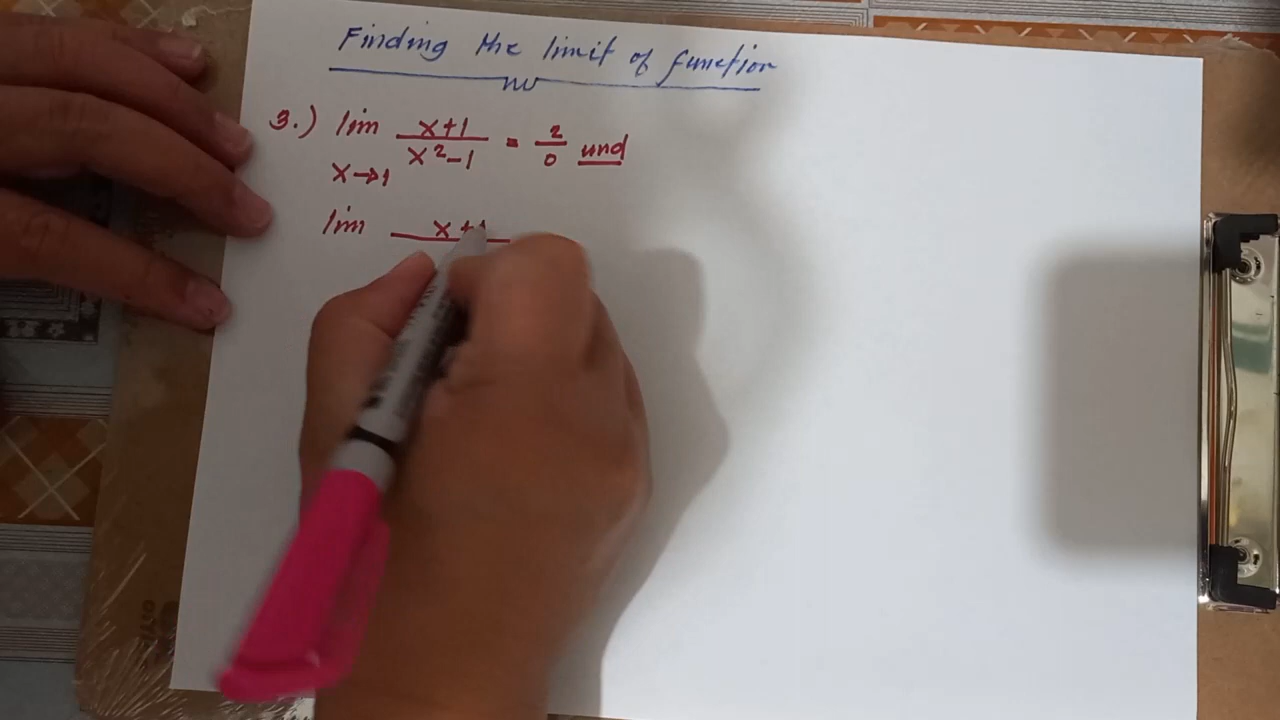 Finding the limit of function
3.) lim x+1 / x²-1 = 2/0 und
x→1
lim x+1